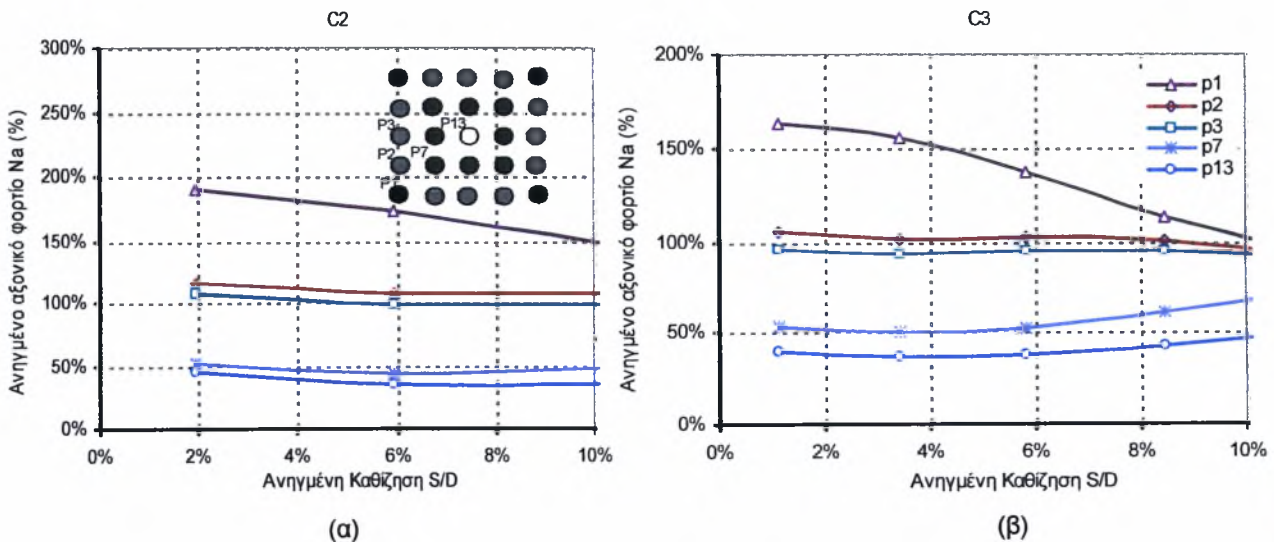 C2
300%
250%
200%
150%
100%
50%
0%
0% 2% 4% 6% 8% 10%
Ανηγμένο αξονικό φορτίο Na (%)
Ανηγμένη Καθίζηση S/D
P3 P13
P2 P7
(α)
C3
200%
150%
100%
50%
0%
0% 2% 4% 6% 8% 10%
Ανηγμένο αξονικό φορτίο Na (%)
Ανηγμένη Καθίζηση S/D
p1
p2
p3
p7
p13
(β)